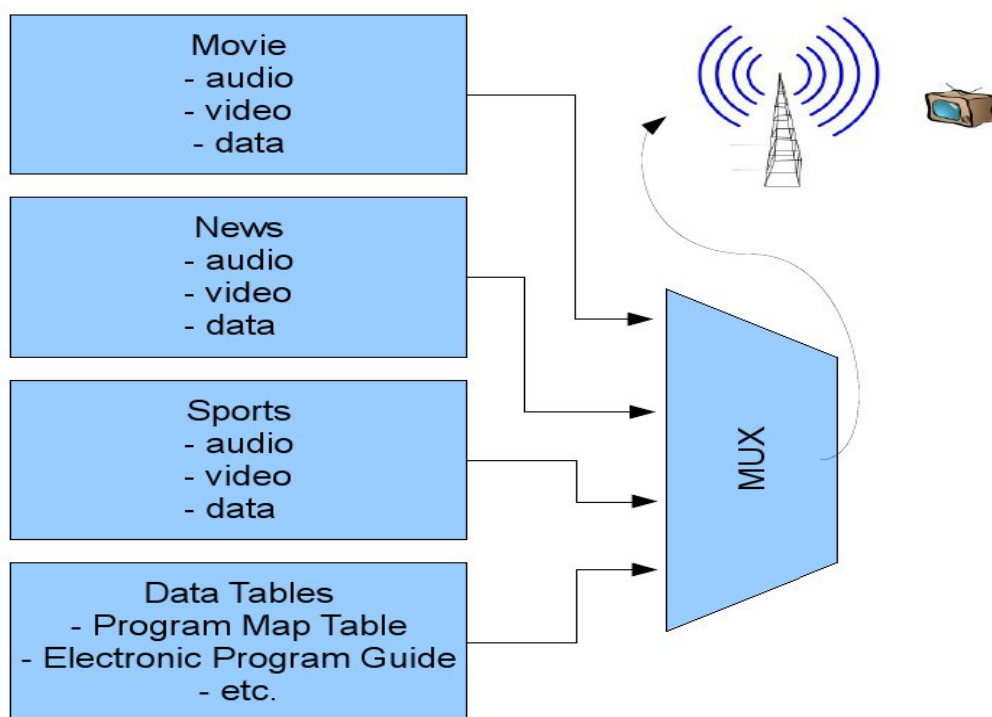 Movie
- audio
- video
- data
News
- audio
- video
- data
Sports
- audio
- video
- data
Data Tables
- Program Map Table
- Electronic Program Guide
- etc.
MUX